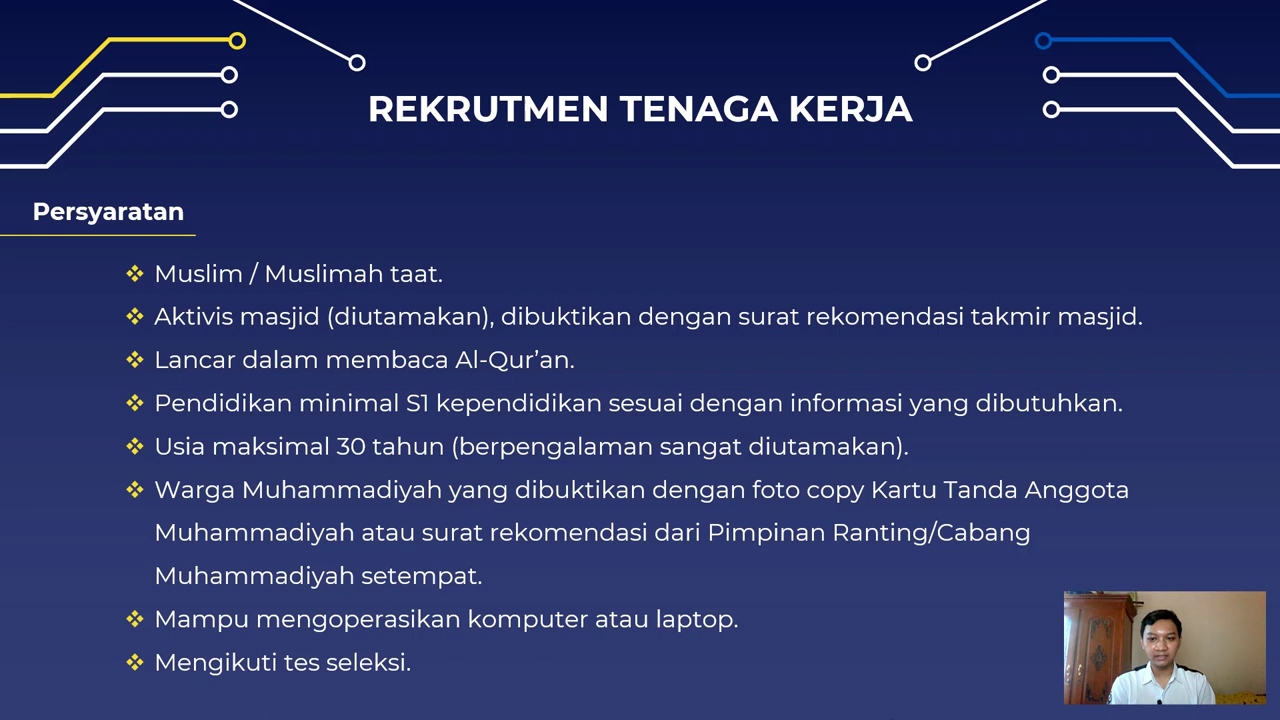 REKRUTMEN TENAGA KERJA
Persyaratan
Muslim / Muslimah taat.
Aktivis masjid (diutamakan), dibuktikan dengan surat rekomendasi takmir masjid.
Lancar dalam membaca Al-Qur’an.
Pendidikan minimal S1 kependidikan sesuai dengan informasi yang dibutuhkan.
Usia maksimal 30 tahun (berpengalaman sangat diutamakan).
Warga Muhammadiyah yang dibuktikan dengan foto copy Kartu Tanda Anggota
Muhammadiyah atau surat rekomendasi dari Pimpinan Ranting/Cabang
Muhammadiyah setempat.
Mampu mengoperasikan komputer atau laptop.
Mengikuti tes seleksi.